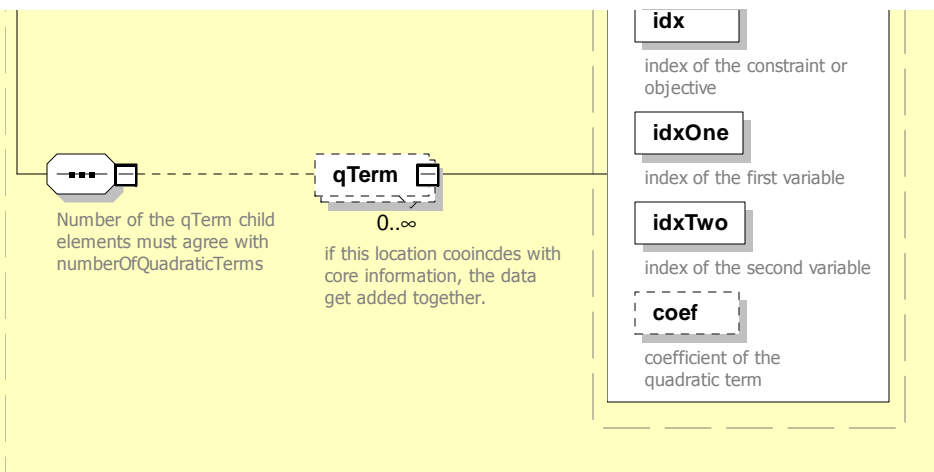 idx
index of the constraint or
objective
idxOne
index of the first variable
qTerm
0..∞
Number of the qTerm child
elements must agree with
numberOfQuadraticTerms
if this location cooincdes with
core information, the data
get added together.
idxTwo
index of the second variable
coef
coefficient of the
quadratic term